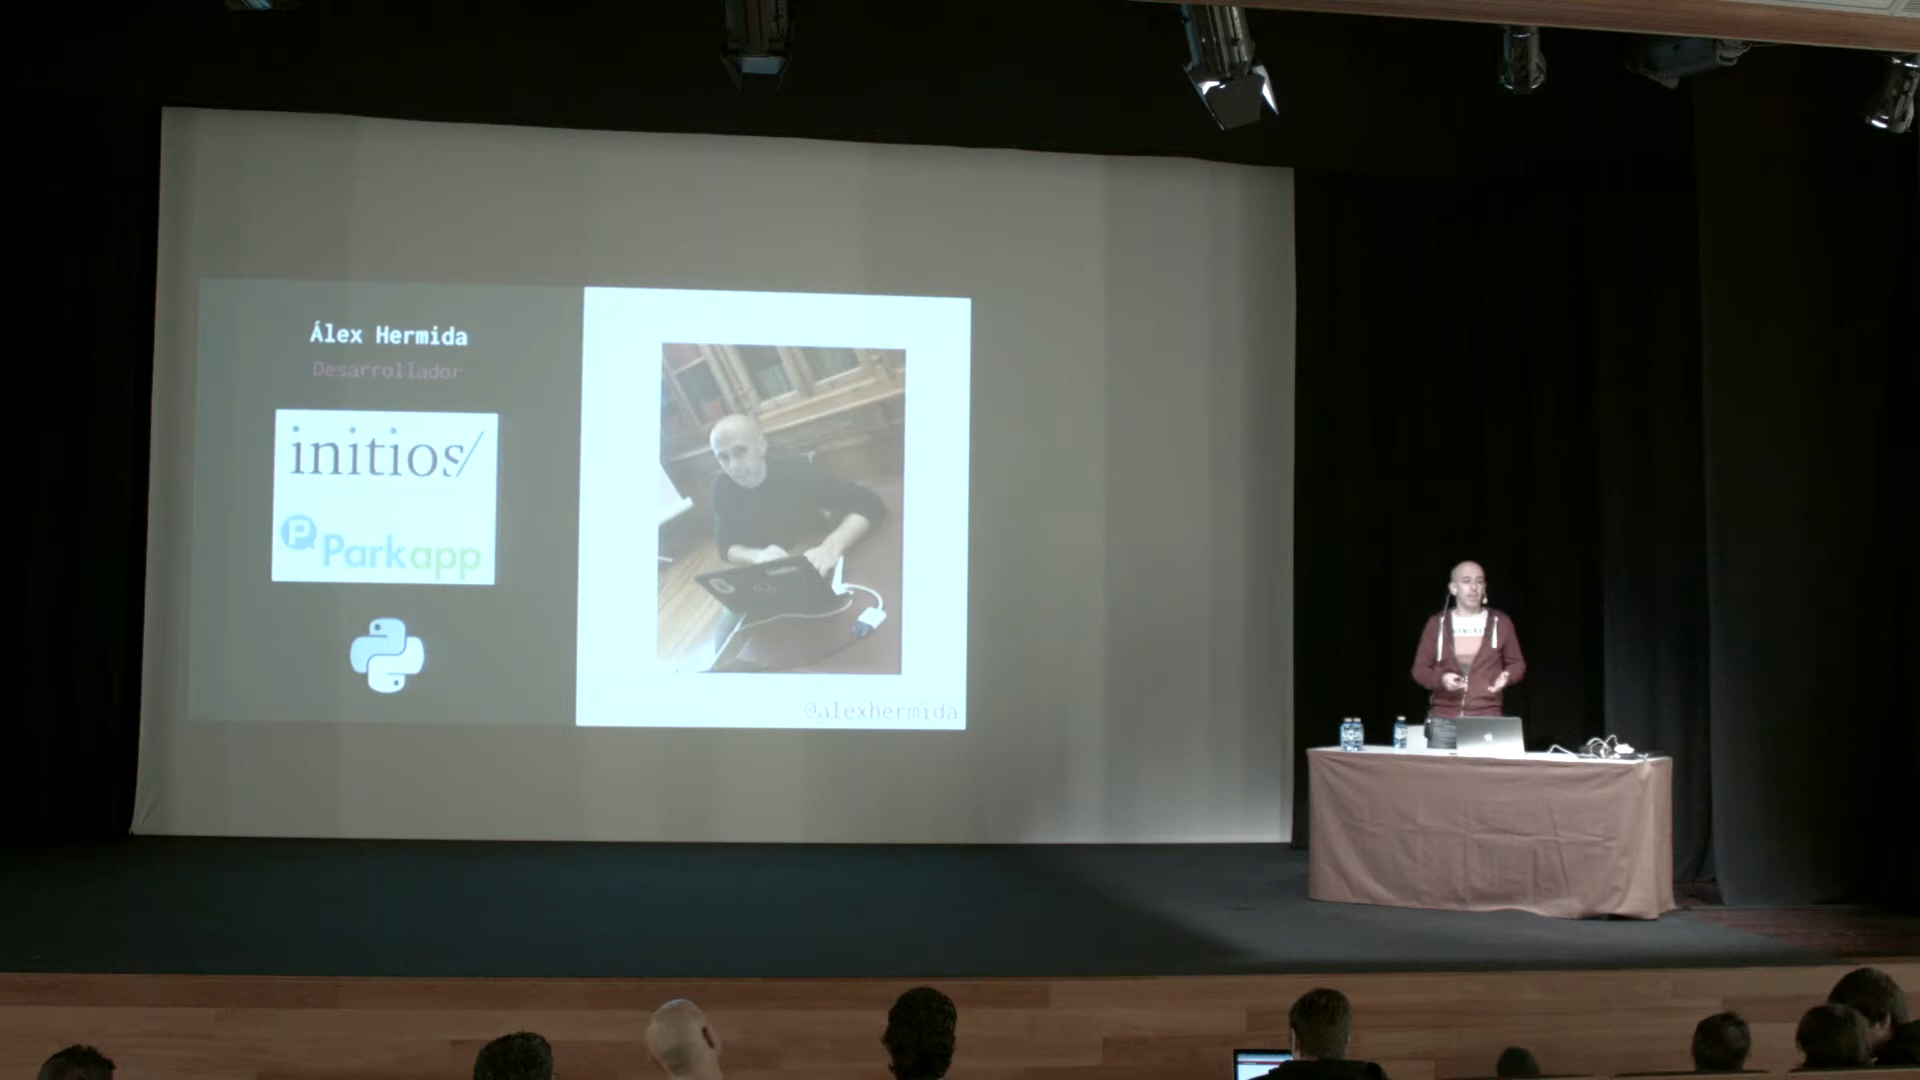 Álex Hermida
Desarrollador
initios/
P Parkapp
@alexhermida